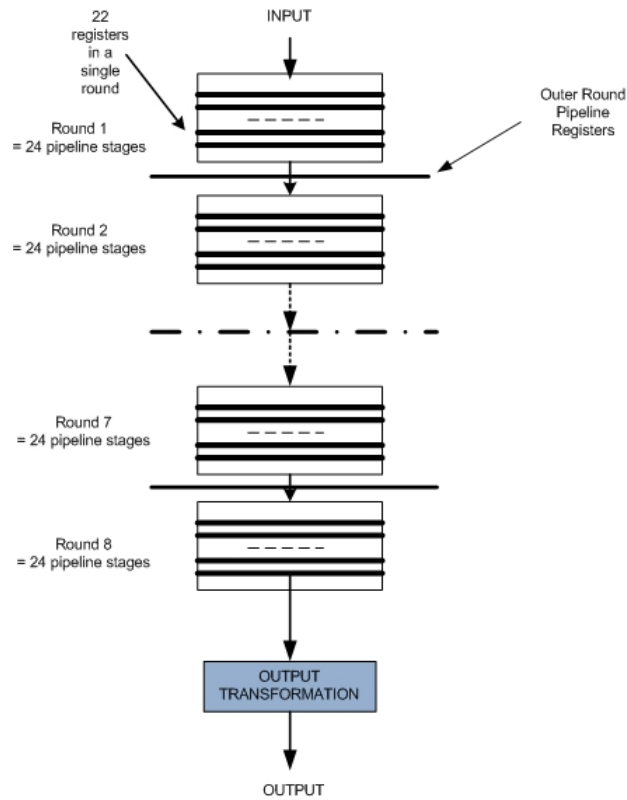 22
registers
in a
single
round
INPUT
Outer Round
Pipeline
Registers
Round 1
= 24 pipeline stages
Round 2
= 24 pipeline stages
Round 7
= 24 pipeline stages
Round 8
= 24 pipeline stages
OUTPUT
TRANSFORMATION
OUTPUT